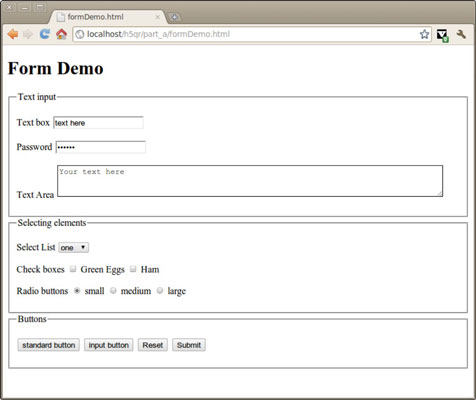 formDemo.html
localhost/h5qr/part_a/formDemo.html
Form Demo
Text input
Text box text here
Password ••••••
Text Area Your text here
Selecting elements
Select List one
Check boxes Green Eggs Ham
Radio buttons small medium large
Buttons
standard button input button Reset Submit